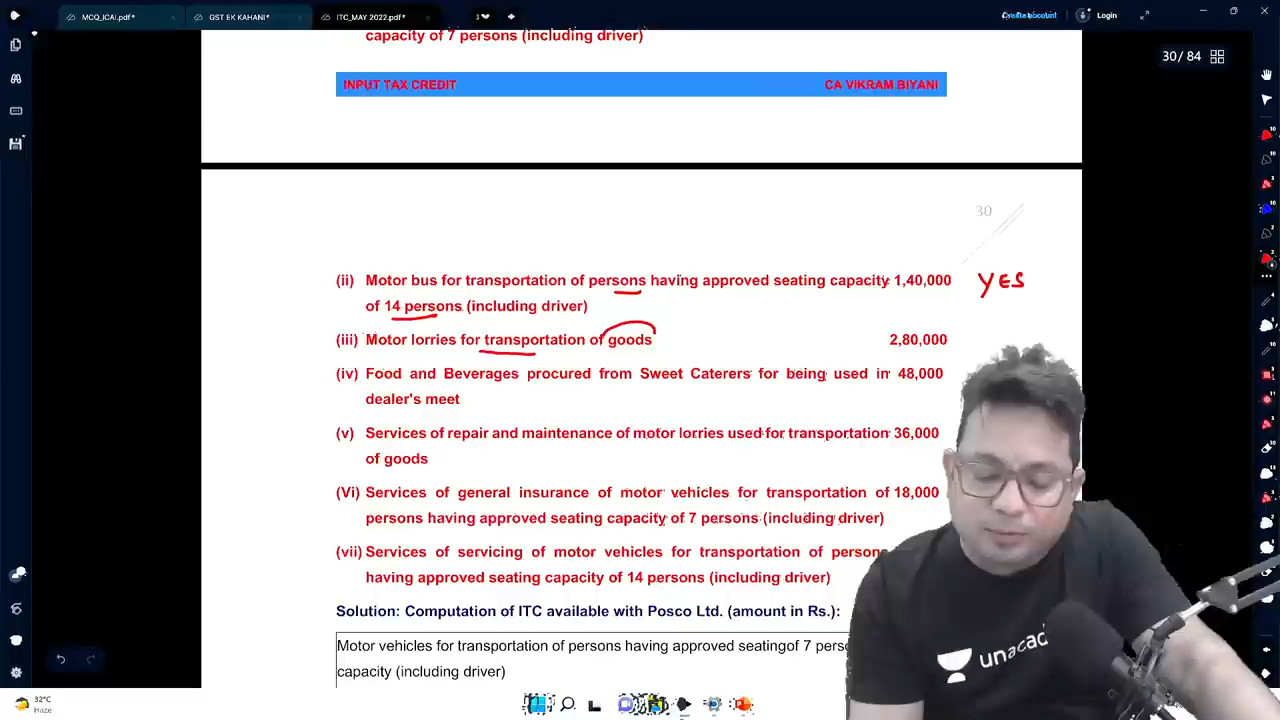 MCQ_ICAI.pdf*
GST EK KAHANI*
ITC_MAY 2022.pdf*
Create account
Login
capacity of 7 persons (including driver)
30/ 84
INPUT TAX CREDIT CA VIKRAM BIYANI
30
(ii) Motor bus for transportation of persons having approved seating capacity 1,40,000 YES
of 14 persons (including driver)
(iii) Motor lorries for transportation of goods 2,80,000
(iv) Food and Beverages procured from Sweet Caterers for being used in 48,000
dealer's meet
(v) Services of repair and maintenance of motor lorries used for transportation 36,000
of goods
(Vi) Services of general insurance of motor vehicles for transportation of 18,000
persons having approved seating capacity of 7 persons (including driver)
(vii) Services of servicing of motor vehicles for transportation of person
having approved seating capacity of 14 persons (including driver)
Solution: Computation of ITC available with Posco Ltd. (amount in Rs.):
Motor vehicles for transportation of persons having approved seatingof 7 perso
capacity (including driver)
unacad
32°C
Haze